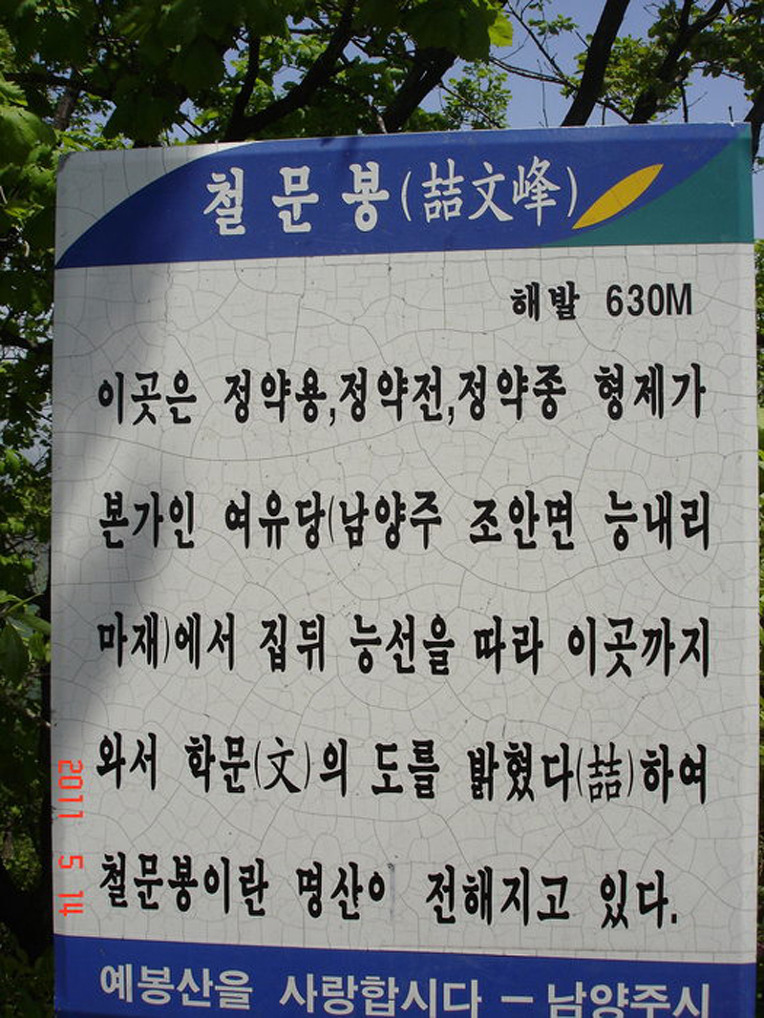 철문봉(喆文峰)
해발 630M
이곳은 정약용,정약전,정약종 형제가
본가인 여유당(남양주 조안면 능내리
마재)에서 집뒤 능선을 따라 이곳까지
와서 학문(文)의 도를 밝혔다(喆)하여
철문봉이란 명산이 전해지고 있다.
예봉산을 사랑합시다 – 남양주시
2011 5 14